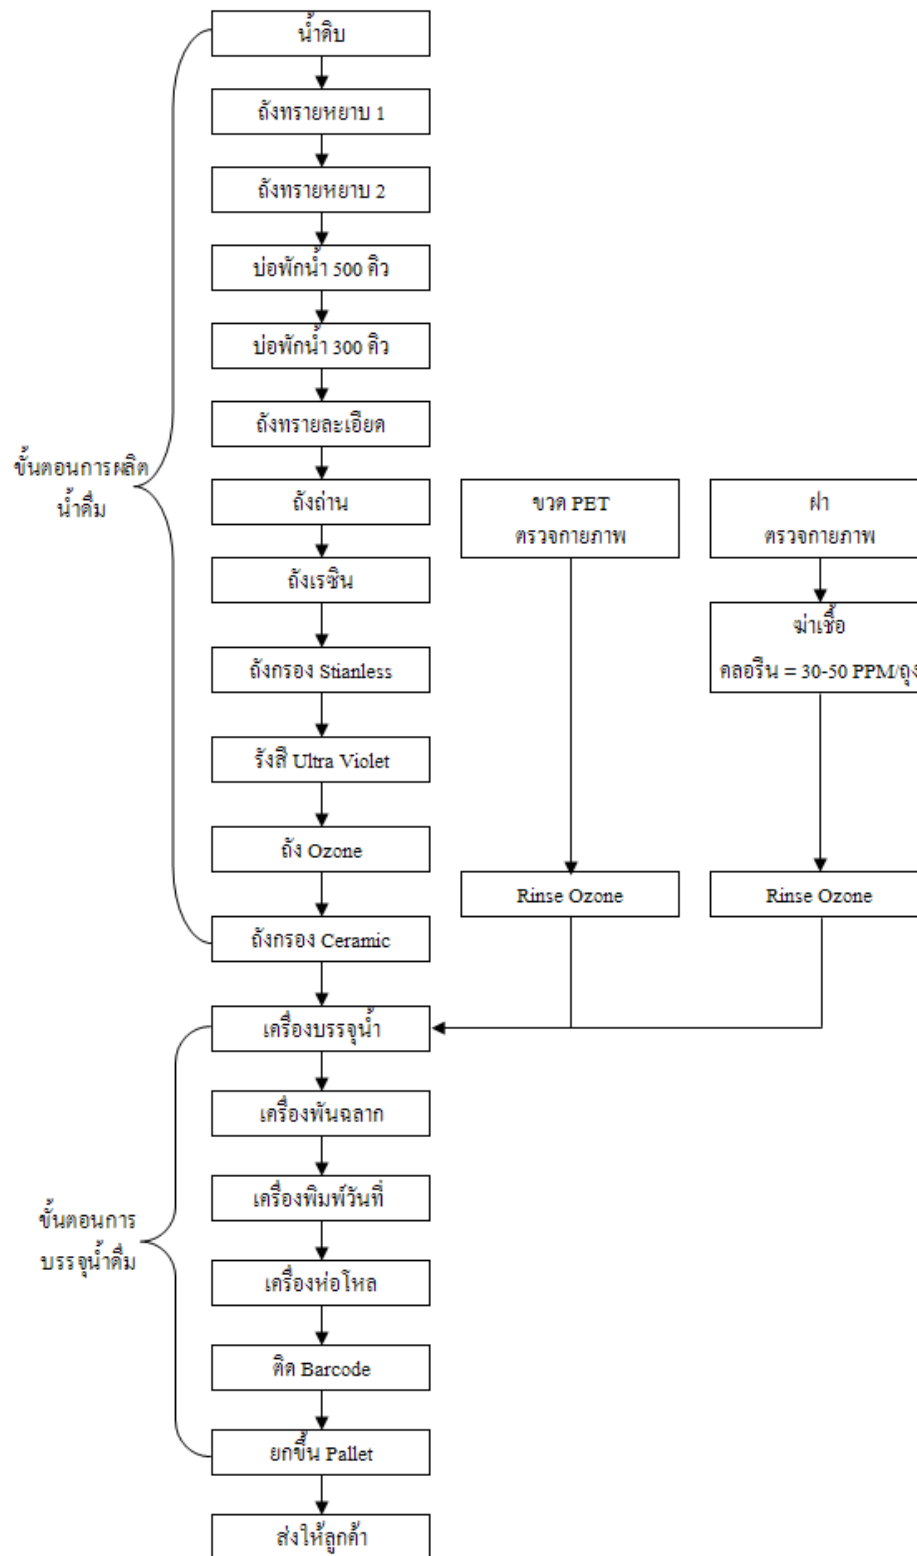 น้ำดิบ
ถังทรายหยาบ 1
ถังทรายหยาบ 2
บ่อพักน้ำ 500 คิว
บ่อพักน้ำ 300 คิว
ถังทรายละเอียด
ขั้นตอนการผลิต
น้ำดื่ม
ถังถ่าน
ถังเรซิน
ถังกรอง Stianless
รังสี Ultra Violet
ถัง Ozone
ถังกรอง Ceramic
ขวด PET
ตรวจกายภาพ
Rinse Ozone
ฝา
ตรวจกายภาพ
ฆ่าเชื้อ
คลอรีน = 30-50 PPM/ถุง
Rinse Ozone
เครื่องบรรจุน้ำ
เครื่องพันฉลาก
เครื่องพิมพ์วันที่
ขั้นตอนการ
บรรจุน้ำดื่ม
เครื่องห่อโหล
ติด Barcode
ยกขึ้น Pallet
ส่งให้ลูกค้า